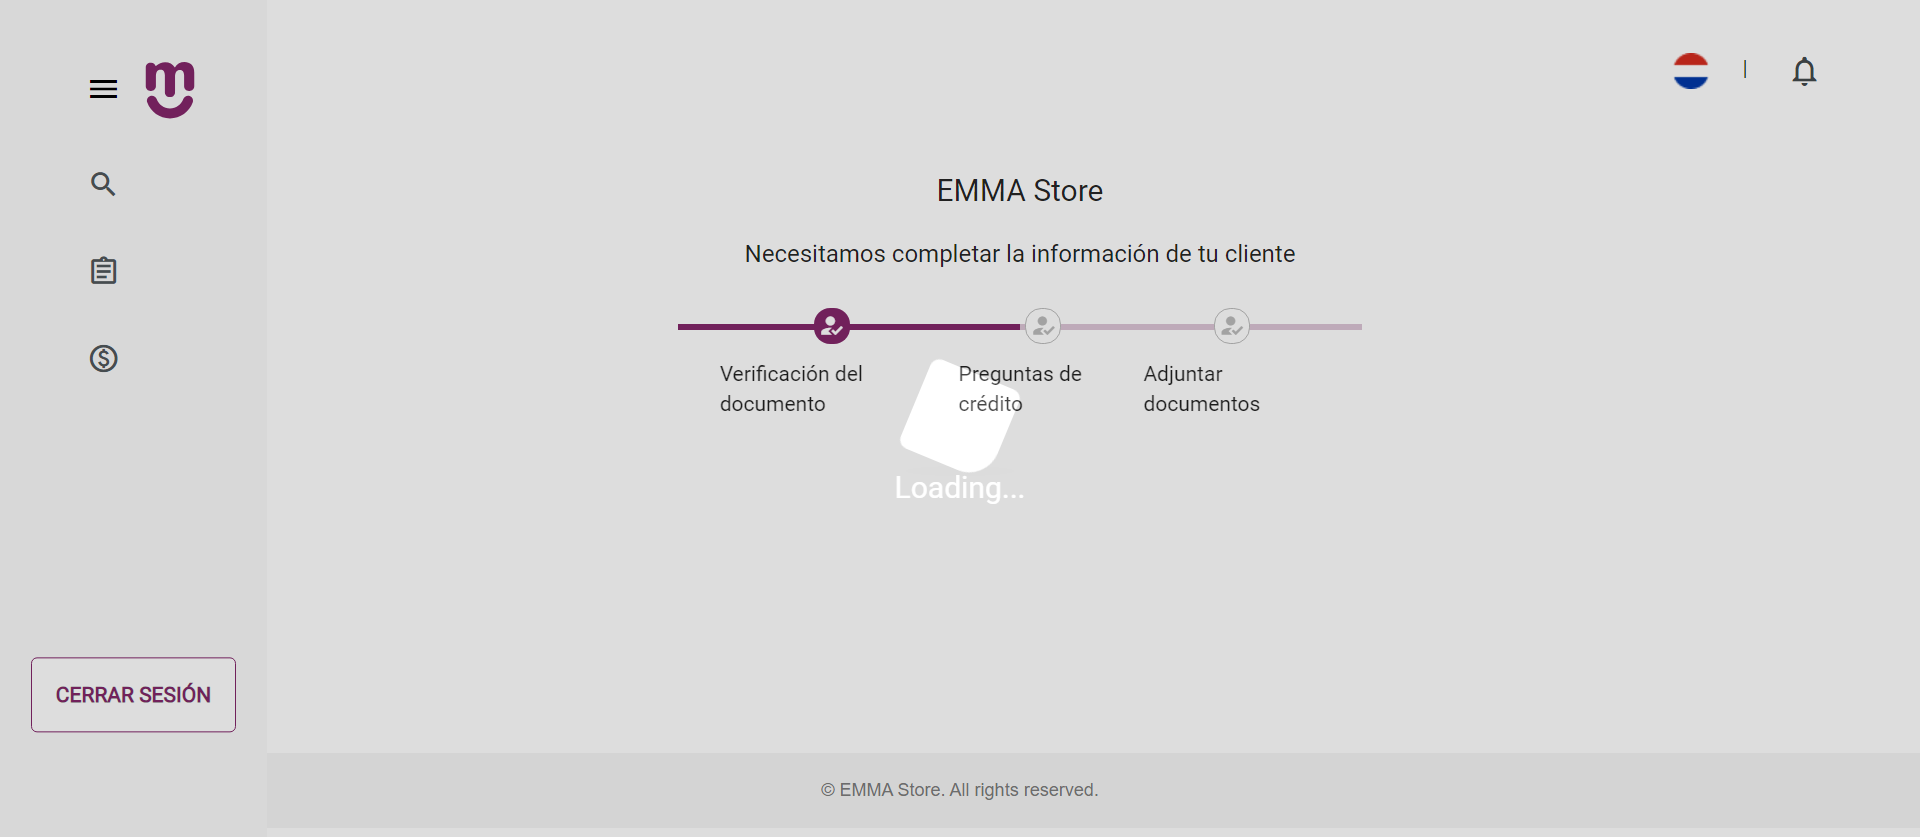 EMMA Store
Necesitamos completar la información de tu cliente
Verificación del
documento
Preguntas de
crédito
Adjuntar
documentos
Loading...
CERRAR SESIÓN
© EMMA Store. All rights reserved.